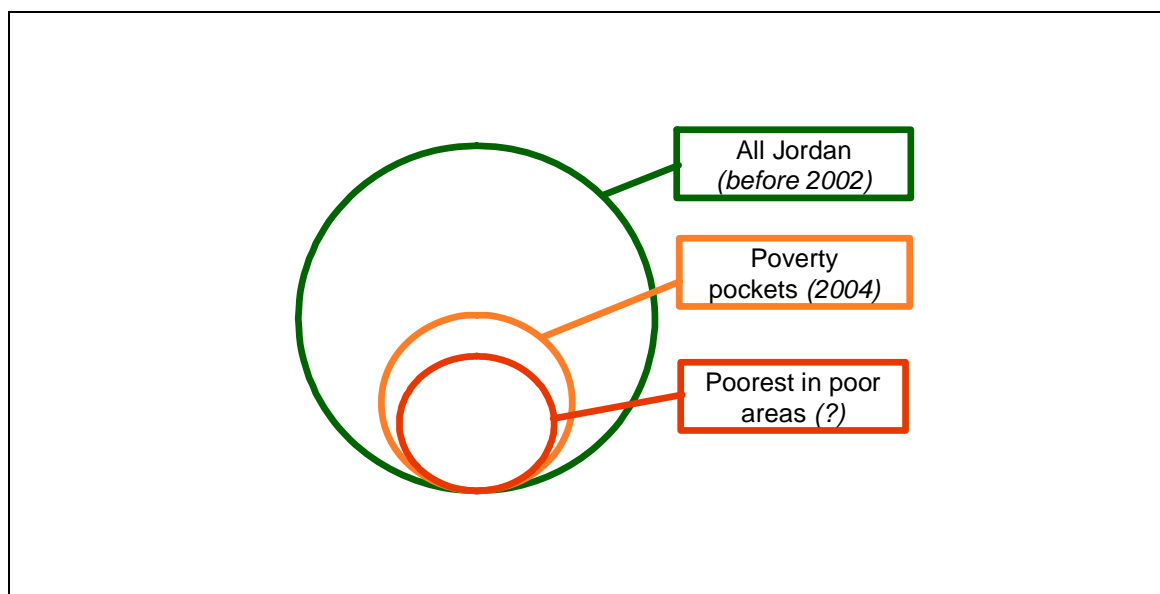 All Jordan
(before 2002)
Poverty
pockets (2004)
Poorest in poor
areas (?)